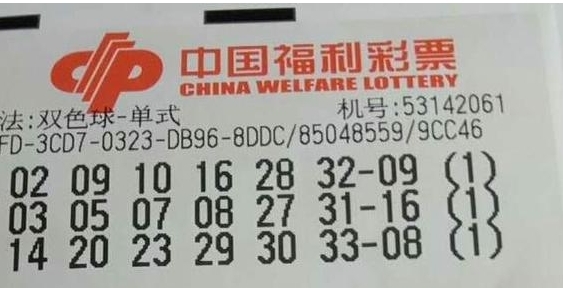 中国福利彩票
CHINA WELFARE LOTTERY
法:双色球-单式 机号:53142061
FD-3CD7-0323-DB96-8DDC/85048559/9CC46
02 09 10 16 28 32-09 (1)
03 05 07 08 27 31-16 (1)
14 20 23 29 30 33-08 (1)